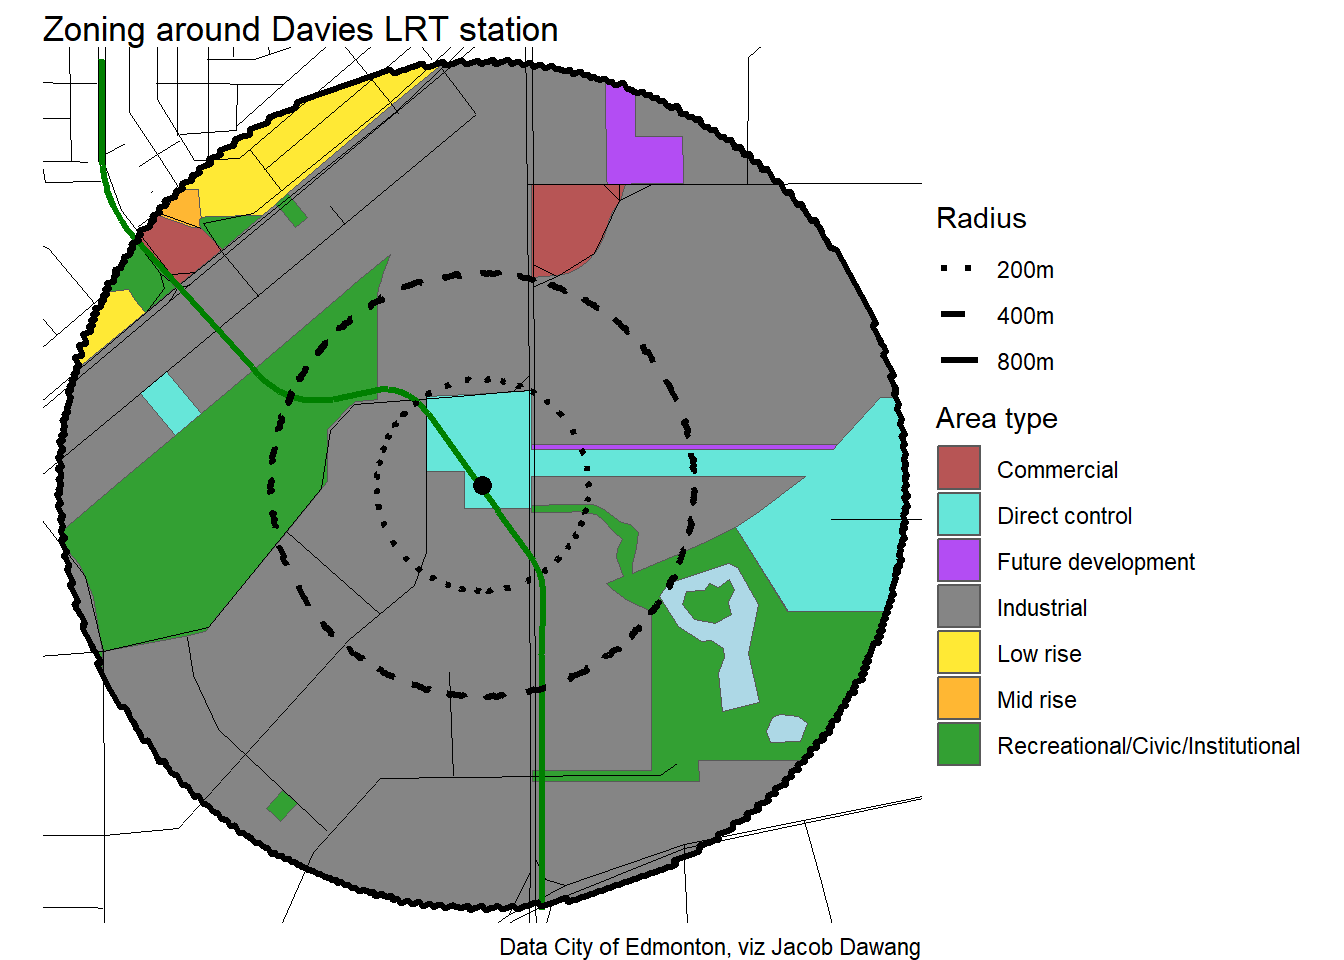 Zoning around Davies LRT station
Radius
200m
400m
800m
Area type
Commercial
Direct control
Future development
Industrial
Low rise
Mid rise
Recreational/Civic/Institutional
Data City of Edmonton, viz Jacob Dawang